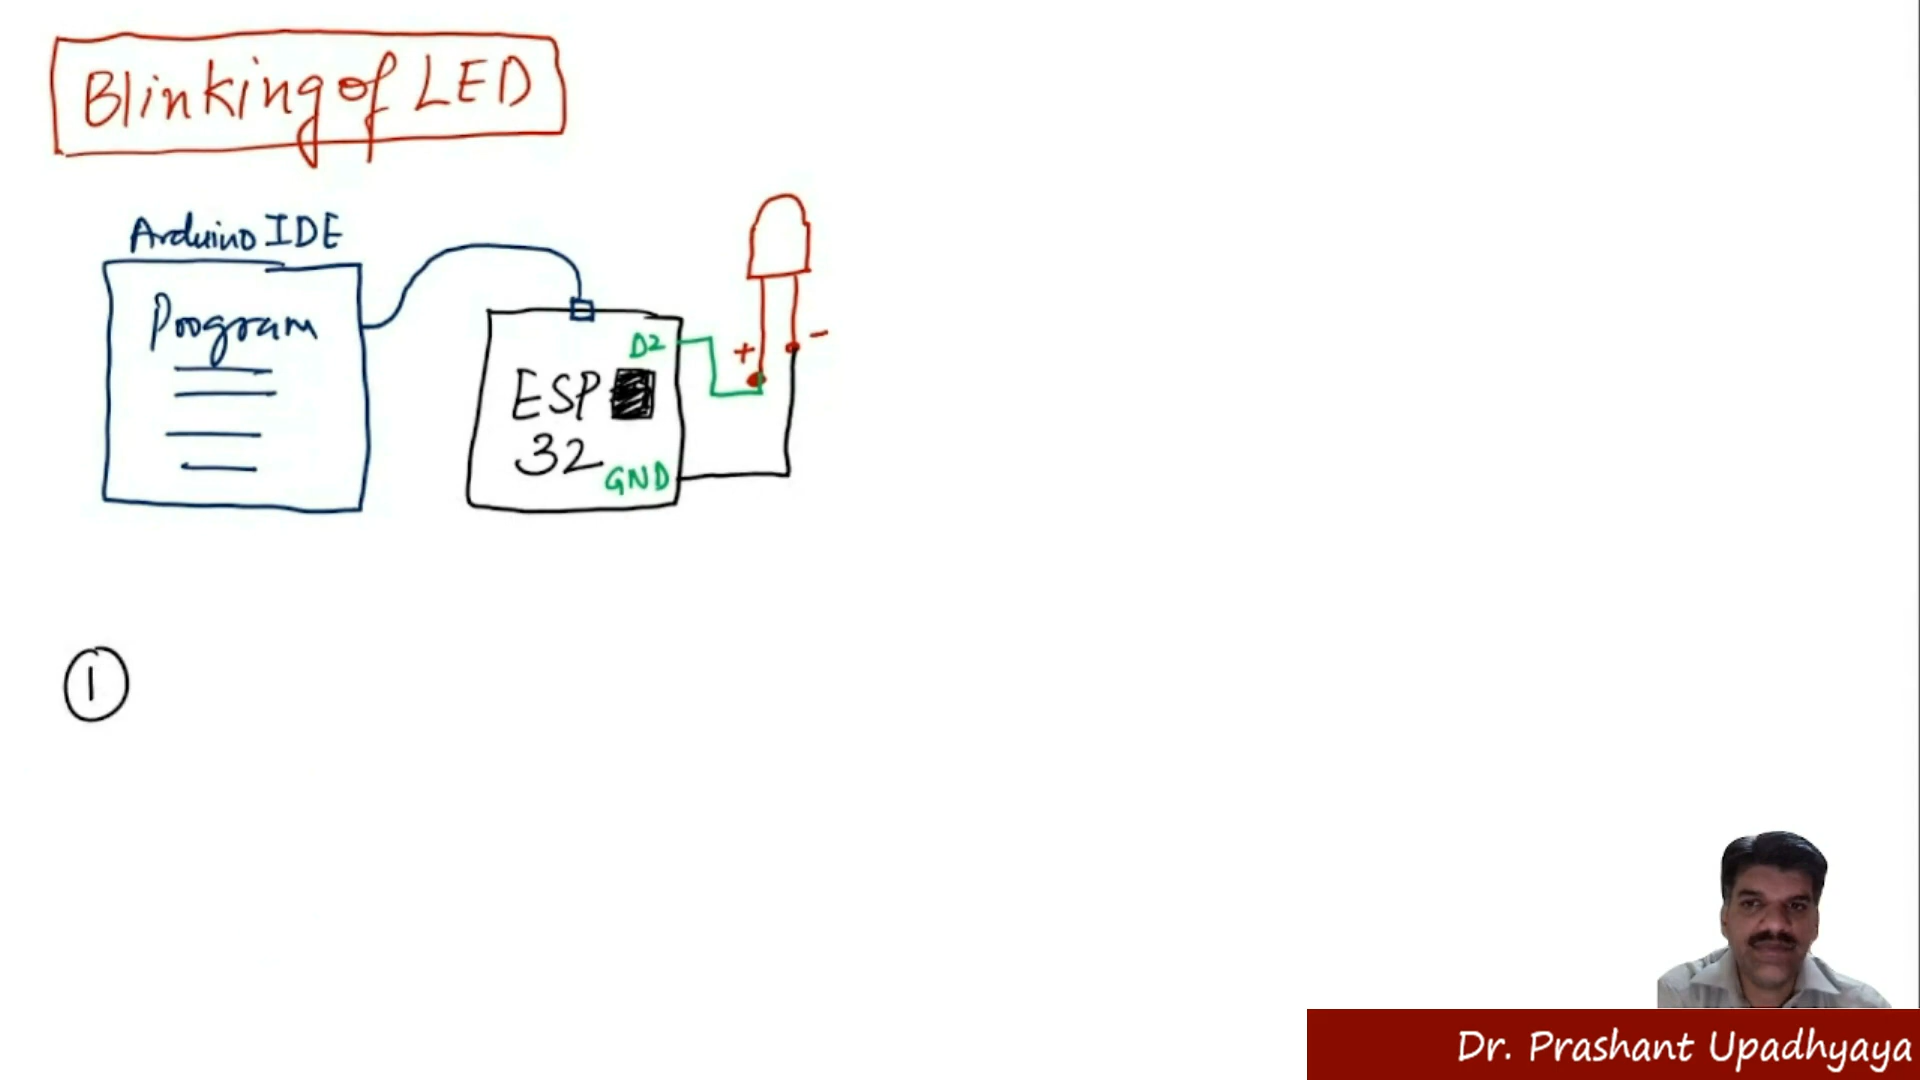 Blinking of LED
Arduino IDE
Program
D2
+ -
ESP
32
GND
1
Dr. Prashant Upadhyaya